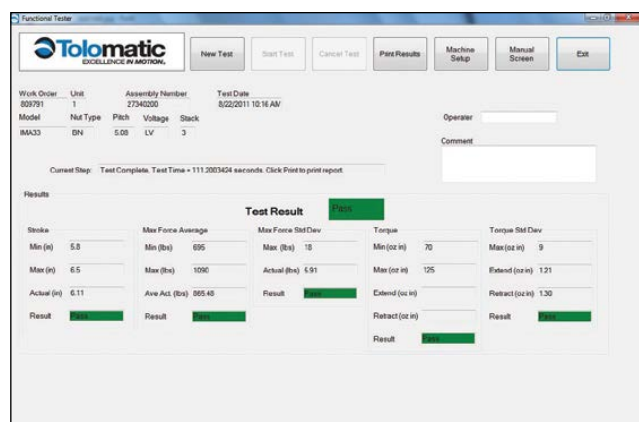 Functional Tester
Tolomatic
EXCELLENCE IN MOTION
New Test
Start Test
Cancel Test
Print Results
Machine Setup
Manual Screen
Exit
Work Order Unit Assembly Number Test Date
809791 1 27340200 8/22/2011 10:16 AM
Model Nut Type Pitch Voltage Stack
IMA33 BN 5.08 LV 3
Operator
Comment
Current Step: Test Complete. Test Time = 111.2003424 seconds. Click Print to print report.
Results
Test Result Pass
Stroke
Min (in) 5.8
Max (in) 6.5
Actual (in) 6.11
Result Pass
Max Force Average
Min (lbs) 695
Max (lbs) 1090
Ave Act. (lbs) 865.48
Result Pass
Max Force Std Dev
Max (lbs) 18
Actual (lbs) 6.91
Result Pass
Torque
Min (oz in) 70
Max (oz in) 125
Extend (oz in)
Retract (oz in)
Result Pass
Torque Std Dev
Max (oz in) 9
Extend (oz in) 1.21
Retract (oz in) 1.30
Result Pass